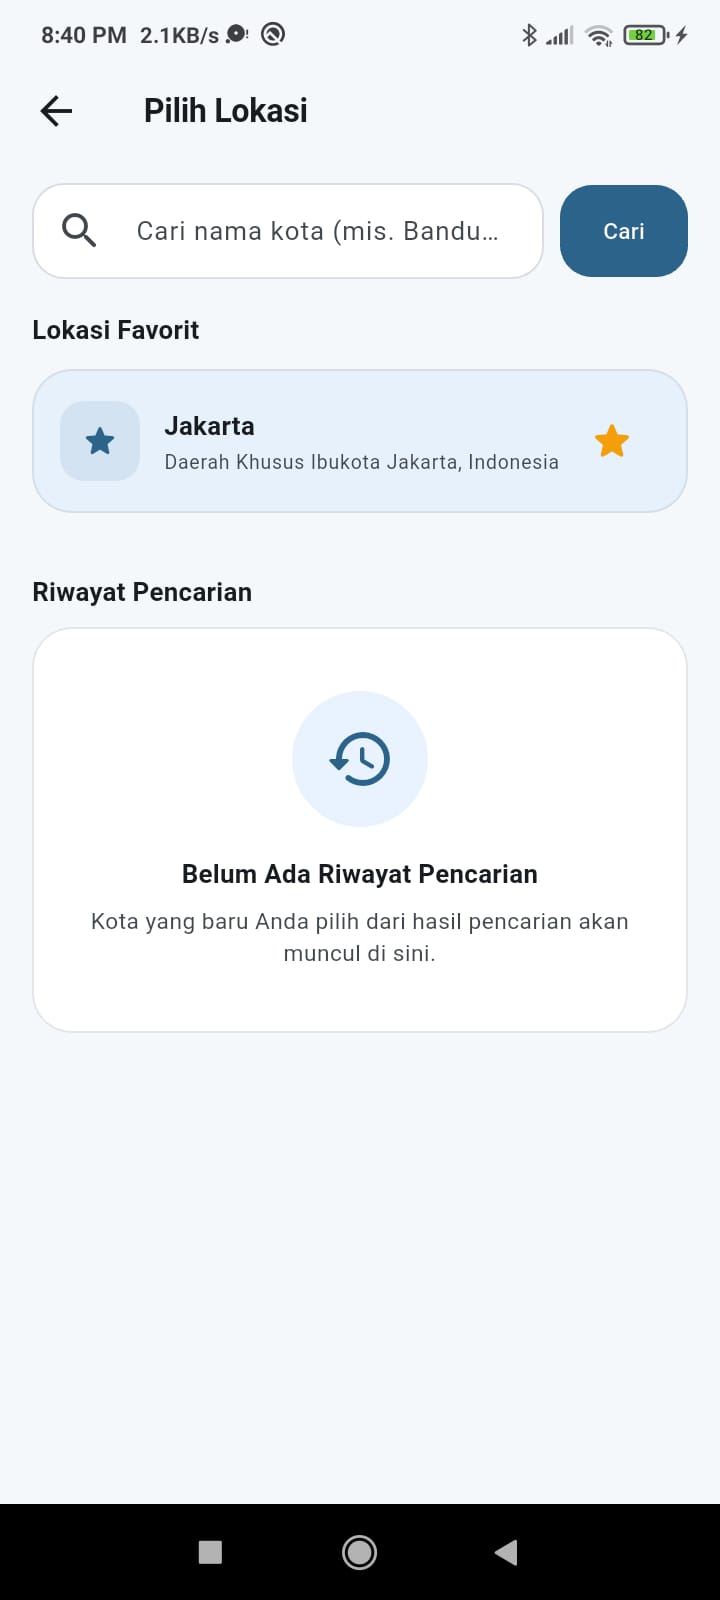 8:40 PM 2.1KB/s
82
Pilih Lokasi
Cari nama kota (mis. Bandu...
Cari
Lokasi Favorit
Jakarta
Daerah Khusus Ibukota Jakarta, Indonesia
Riwayat Pencarian
Belum Ada Riwayat Pencarian
Kota yang baru Anda pilih dari hasil pencarian akan
muncul di sini.